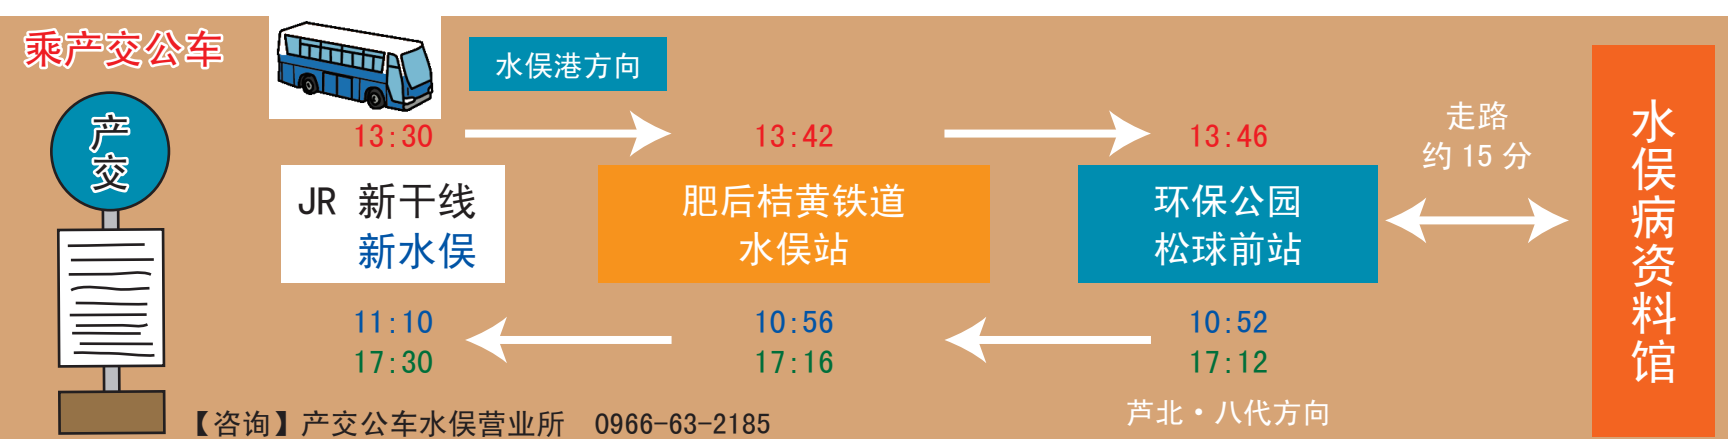 乘产交公车
水俣港方向
产交
13:30
13:42
13:46
走路
约 15 分
JR 新干线
新水俣
肥后桔黄铁道
水俣站
环保公园
松球前站
水俣病资料馆
11:10
10:56
10:52
17:30
17:16
17:12
芦北・八代方向
【咨询】产交公车水俣营业所 0966-63-2185